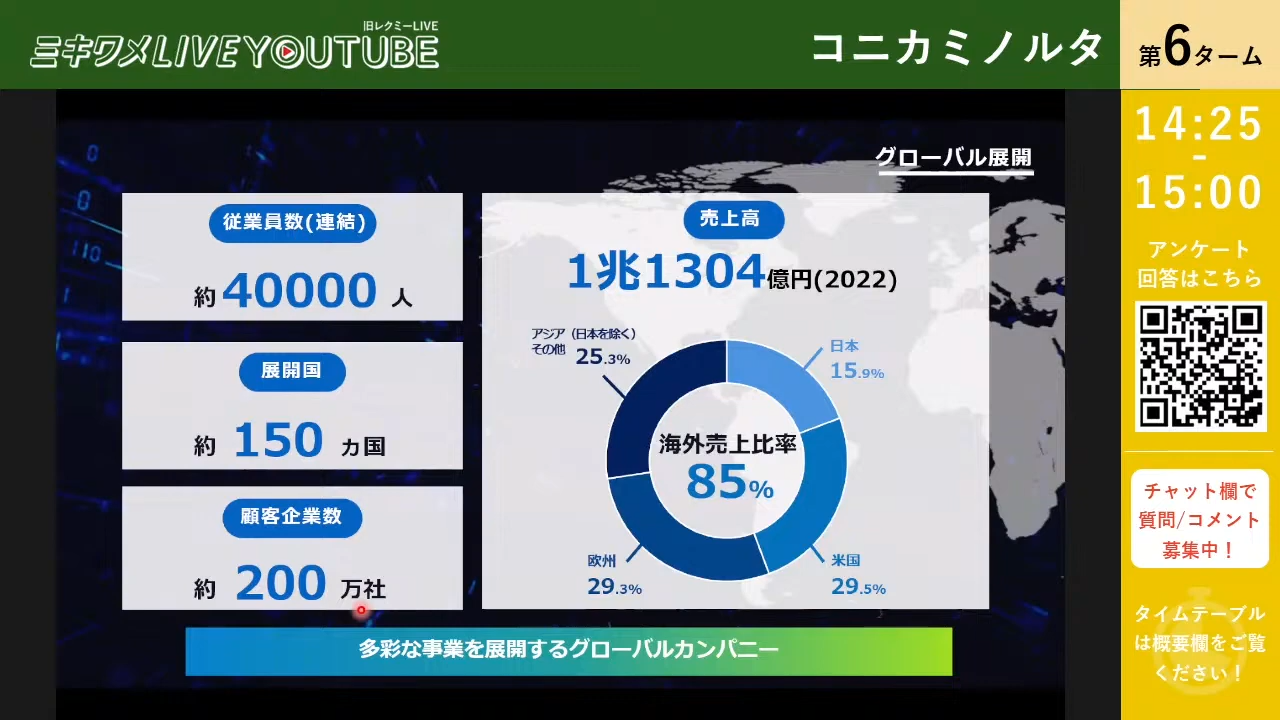 旧レクミーLIVE
ミキワメLIVE YOUTUBE
コニカミノルタ
第6ターム
グローバル展開
従業員数(連結)
約 40000 人
展開国
約 150 カ国
顧客企業数
約 200 万社
売上高
1兆1304億円(2022)
アジア（日本を除く）
その他 25.3%
日本
15.9%
海外売上比率
85%
欧州
29.3%
米国
29.5%
多彩な事業を展開するグローバルカンパニー
14:25
-
15:00
アンケート
回答はこちら
チャット欄で
質問/コメント
募集中！
タイムテーブル
は概要欄をご覧
ください！
0
0
110
1